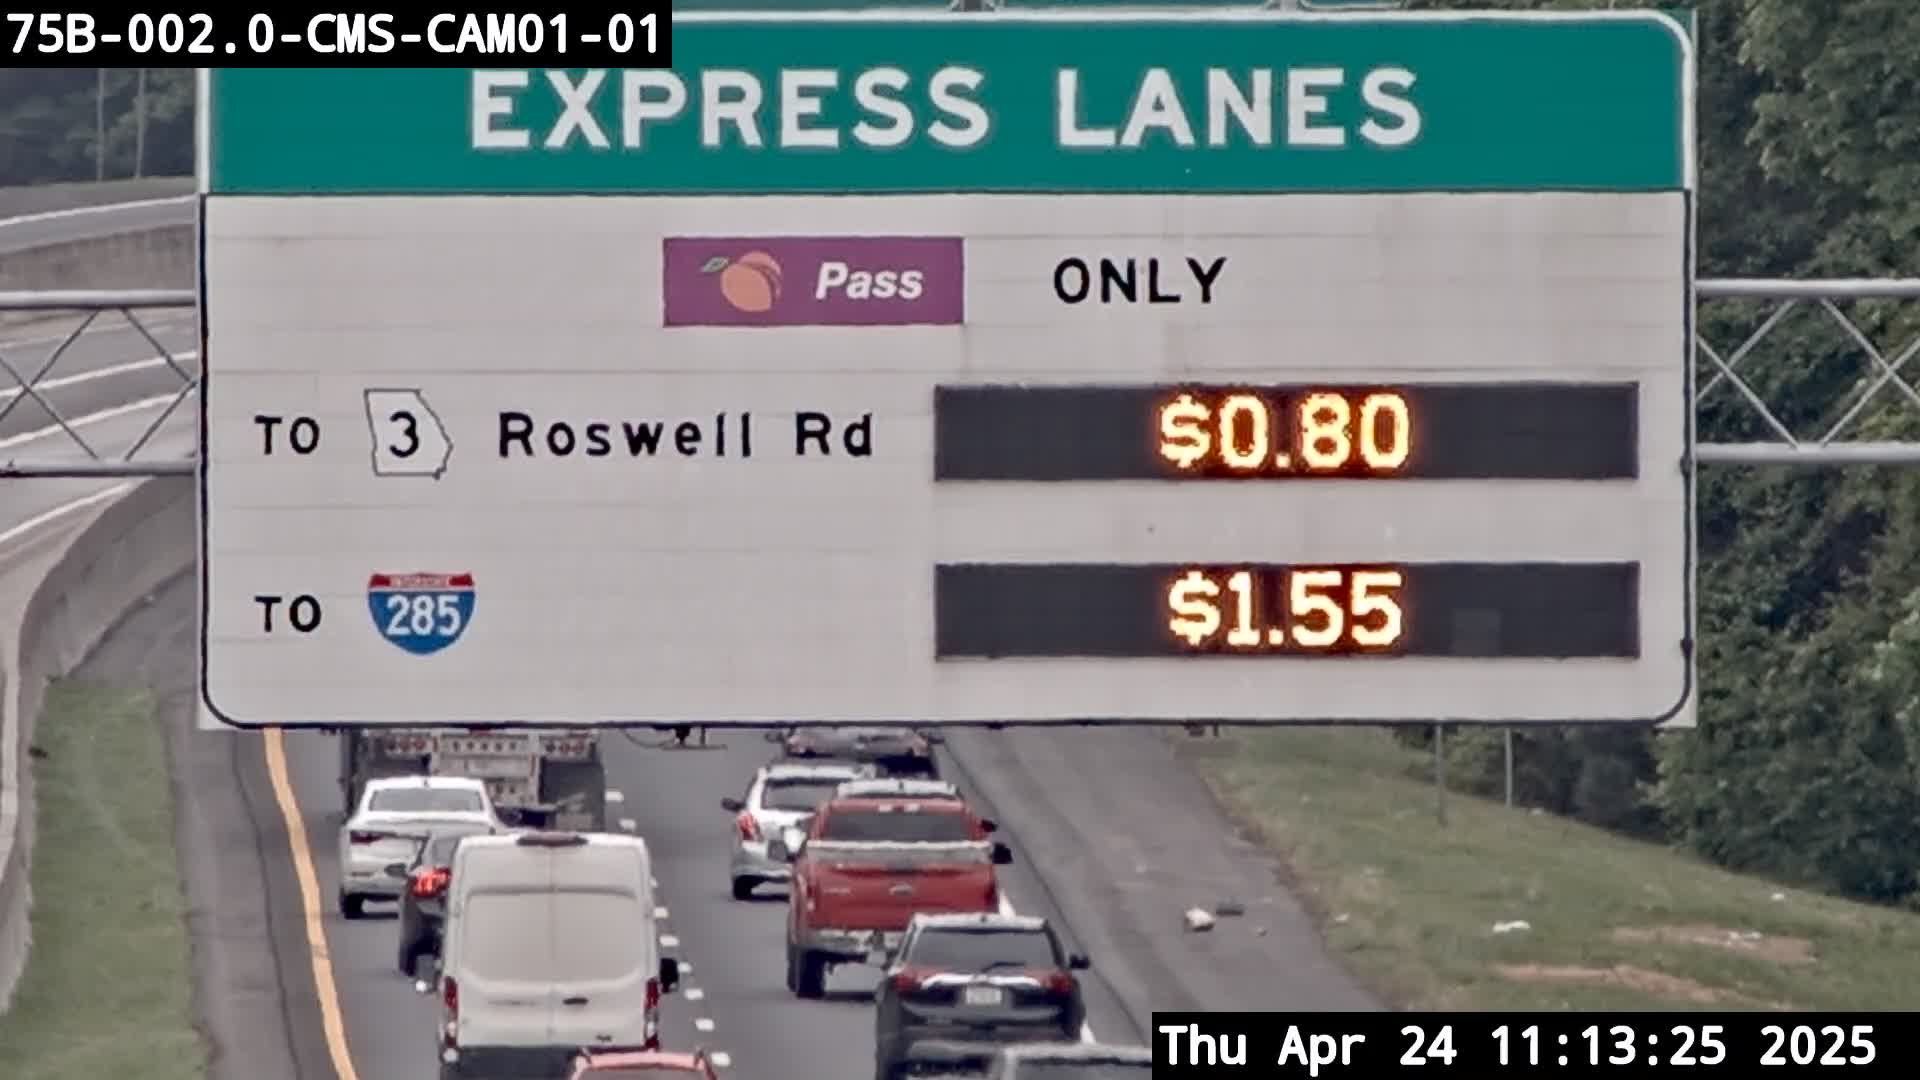 75B-002.0-CMS-CAM01-01
EXPRESS LANES
Pass ONLY
TO 3 Roswell Rd $0.80
TO 285 $1.55
Thu Apr 24 11:13:25 2025